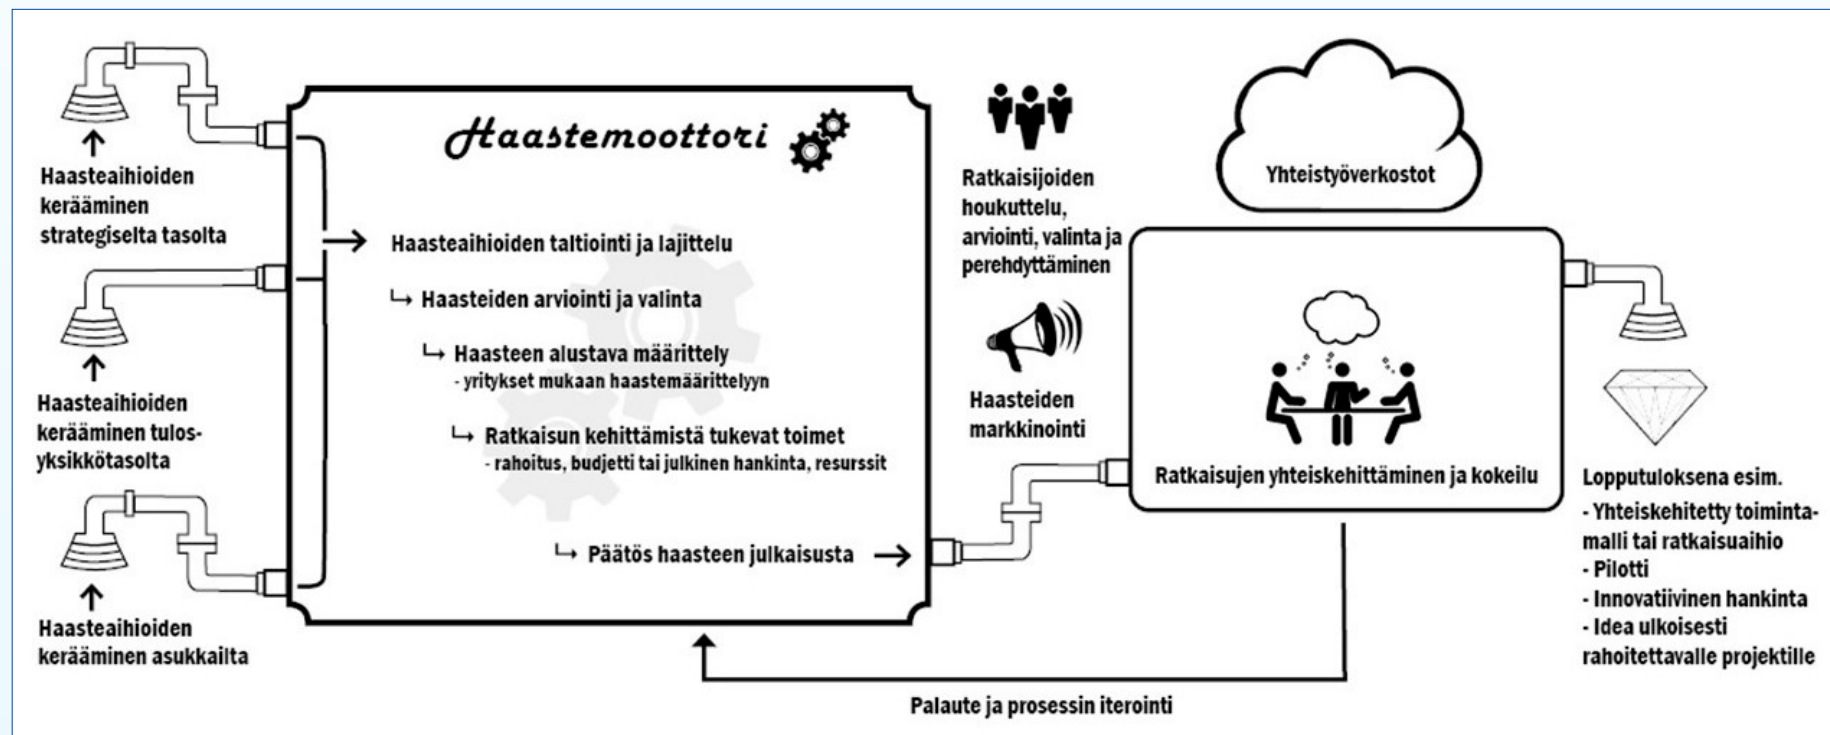 Haasteaihioiden
kerääminen
strategiselta tasolta
Haasteaihioiden
kerääminen tulos-
yksikkötasolta
Haasteaihioiden
kerääminen asukkailta
Haastemoottori
Haasteaihioiden taltiointi ja lajittelu
Haasteiden arviointi ja valinta
Haasteen alustava määrittely
- yritykset mukaan haastemäärittelyyn
Ratkaisun kehittämistä tukevat toimet
- rahoitus, budjetti tai julkinen hankinta, resurssit
Päätös haasteen julkaisusta
Ratkaisijoiden
houkuttelu,
arviointi, valinta ja
perehdyttäminen
Haasteiden
markkinointi
Yhteistyöverkostot
Ratkaisujen yhteiskehittäminen ja kokeilu
Lopputuloksena esim.
- Yhteiskehitetty toiminta-
malli tai ratkaisuaihio
- Pilotti
- Innovatiivinen hankinta
- Idea ulkoisesti
rahoitettavalle projektille
Palaute ja prosessin iterointi